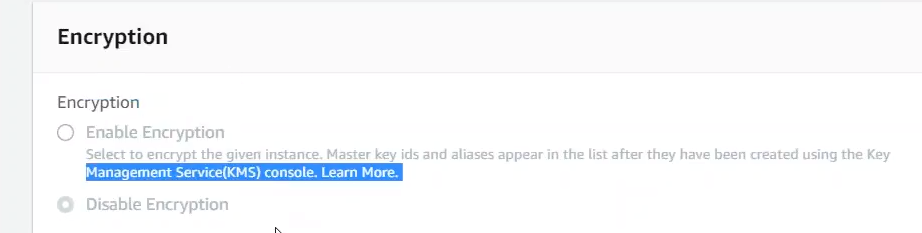 Encryption
Encryption
Enable Encryption
Select to encrypt the given instance. Master key ids and aliases appear in the list after they have been created using the Key
Management Service(KMS) console. Learn More.
Disable Encryption